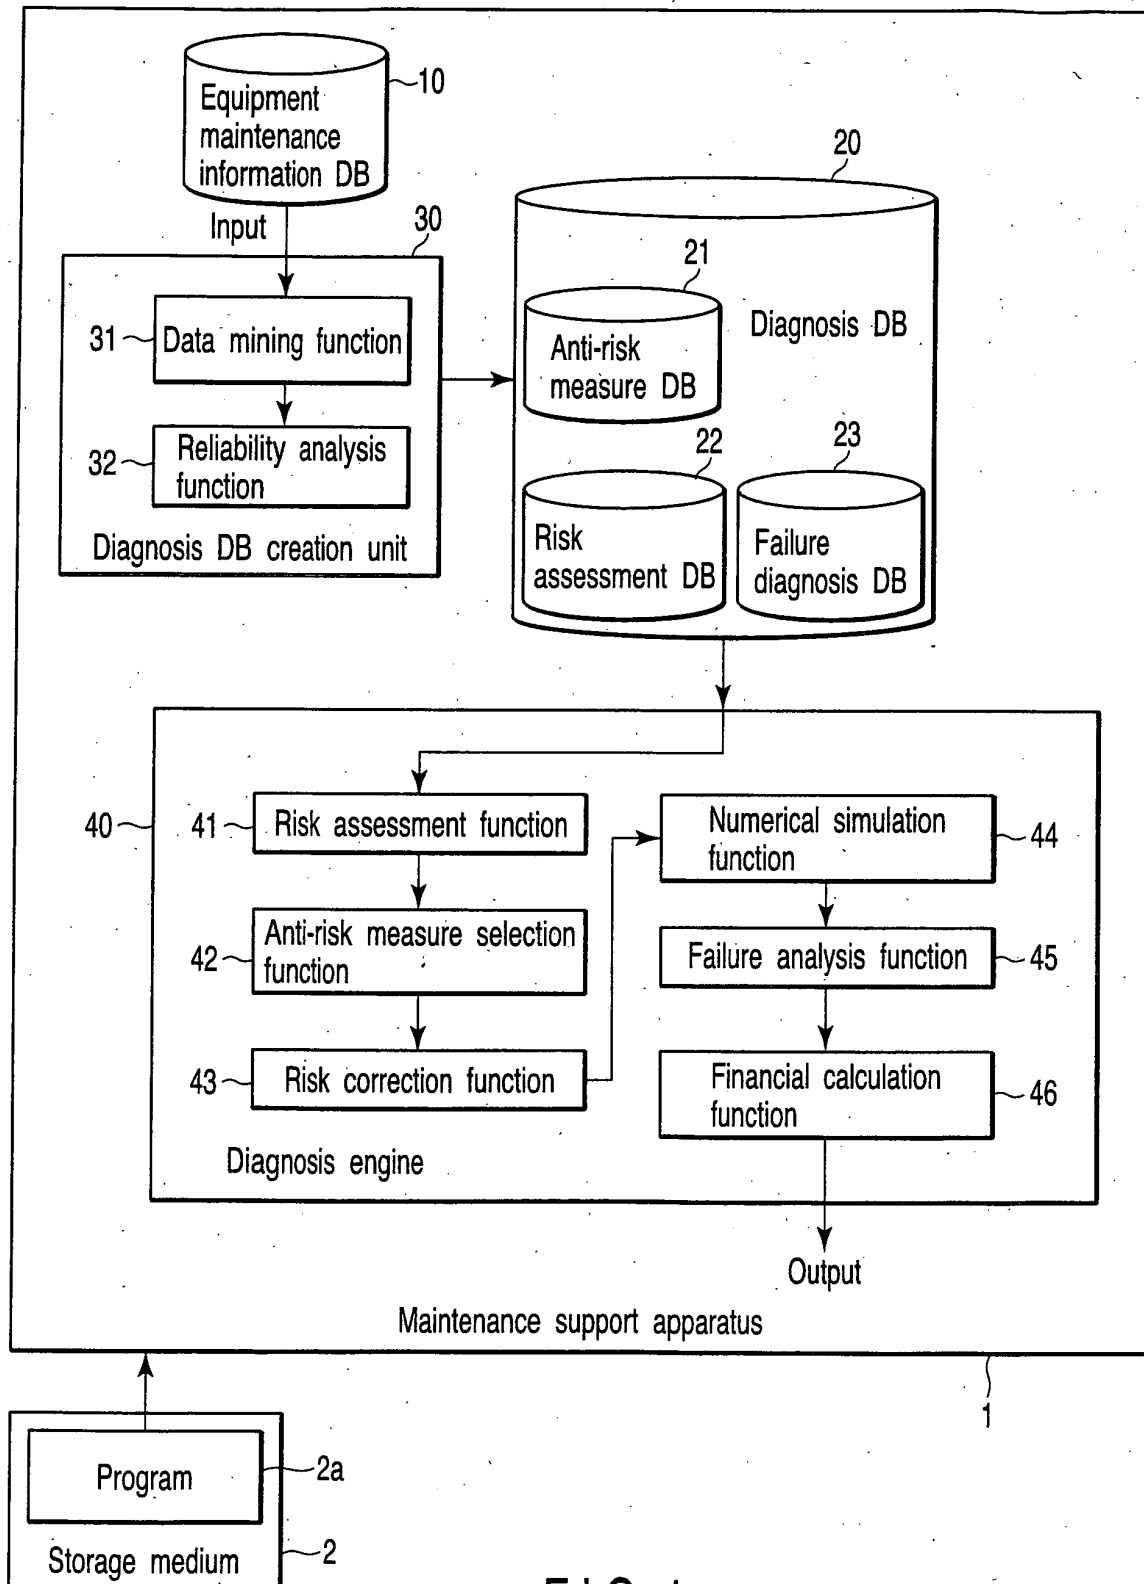 Equipment
maintenance
information DB
10
Input
30
31
Data mining function
32
Reliability analysis
function
Diagnosis DB creation unit
20
21
Anti-risk
measure DB
Diagnosis DB
22
Risk
assessment DB
23
Failure
diagnosis DB
40
41
Risk assessment function
42
Anti-risk measure selection
function
43
Risk correction function
Numerical simulation
function
44
Failure analysis function
45
Financial calculation
function
46
Diagnosis engine
Output
Maintenance support apparatus
1
Program
2a
Storage medium
2